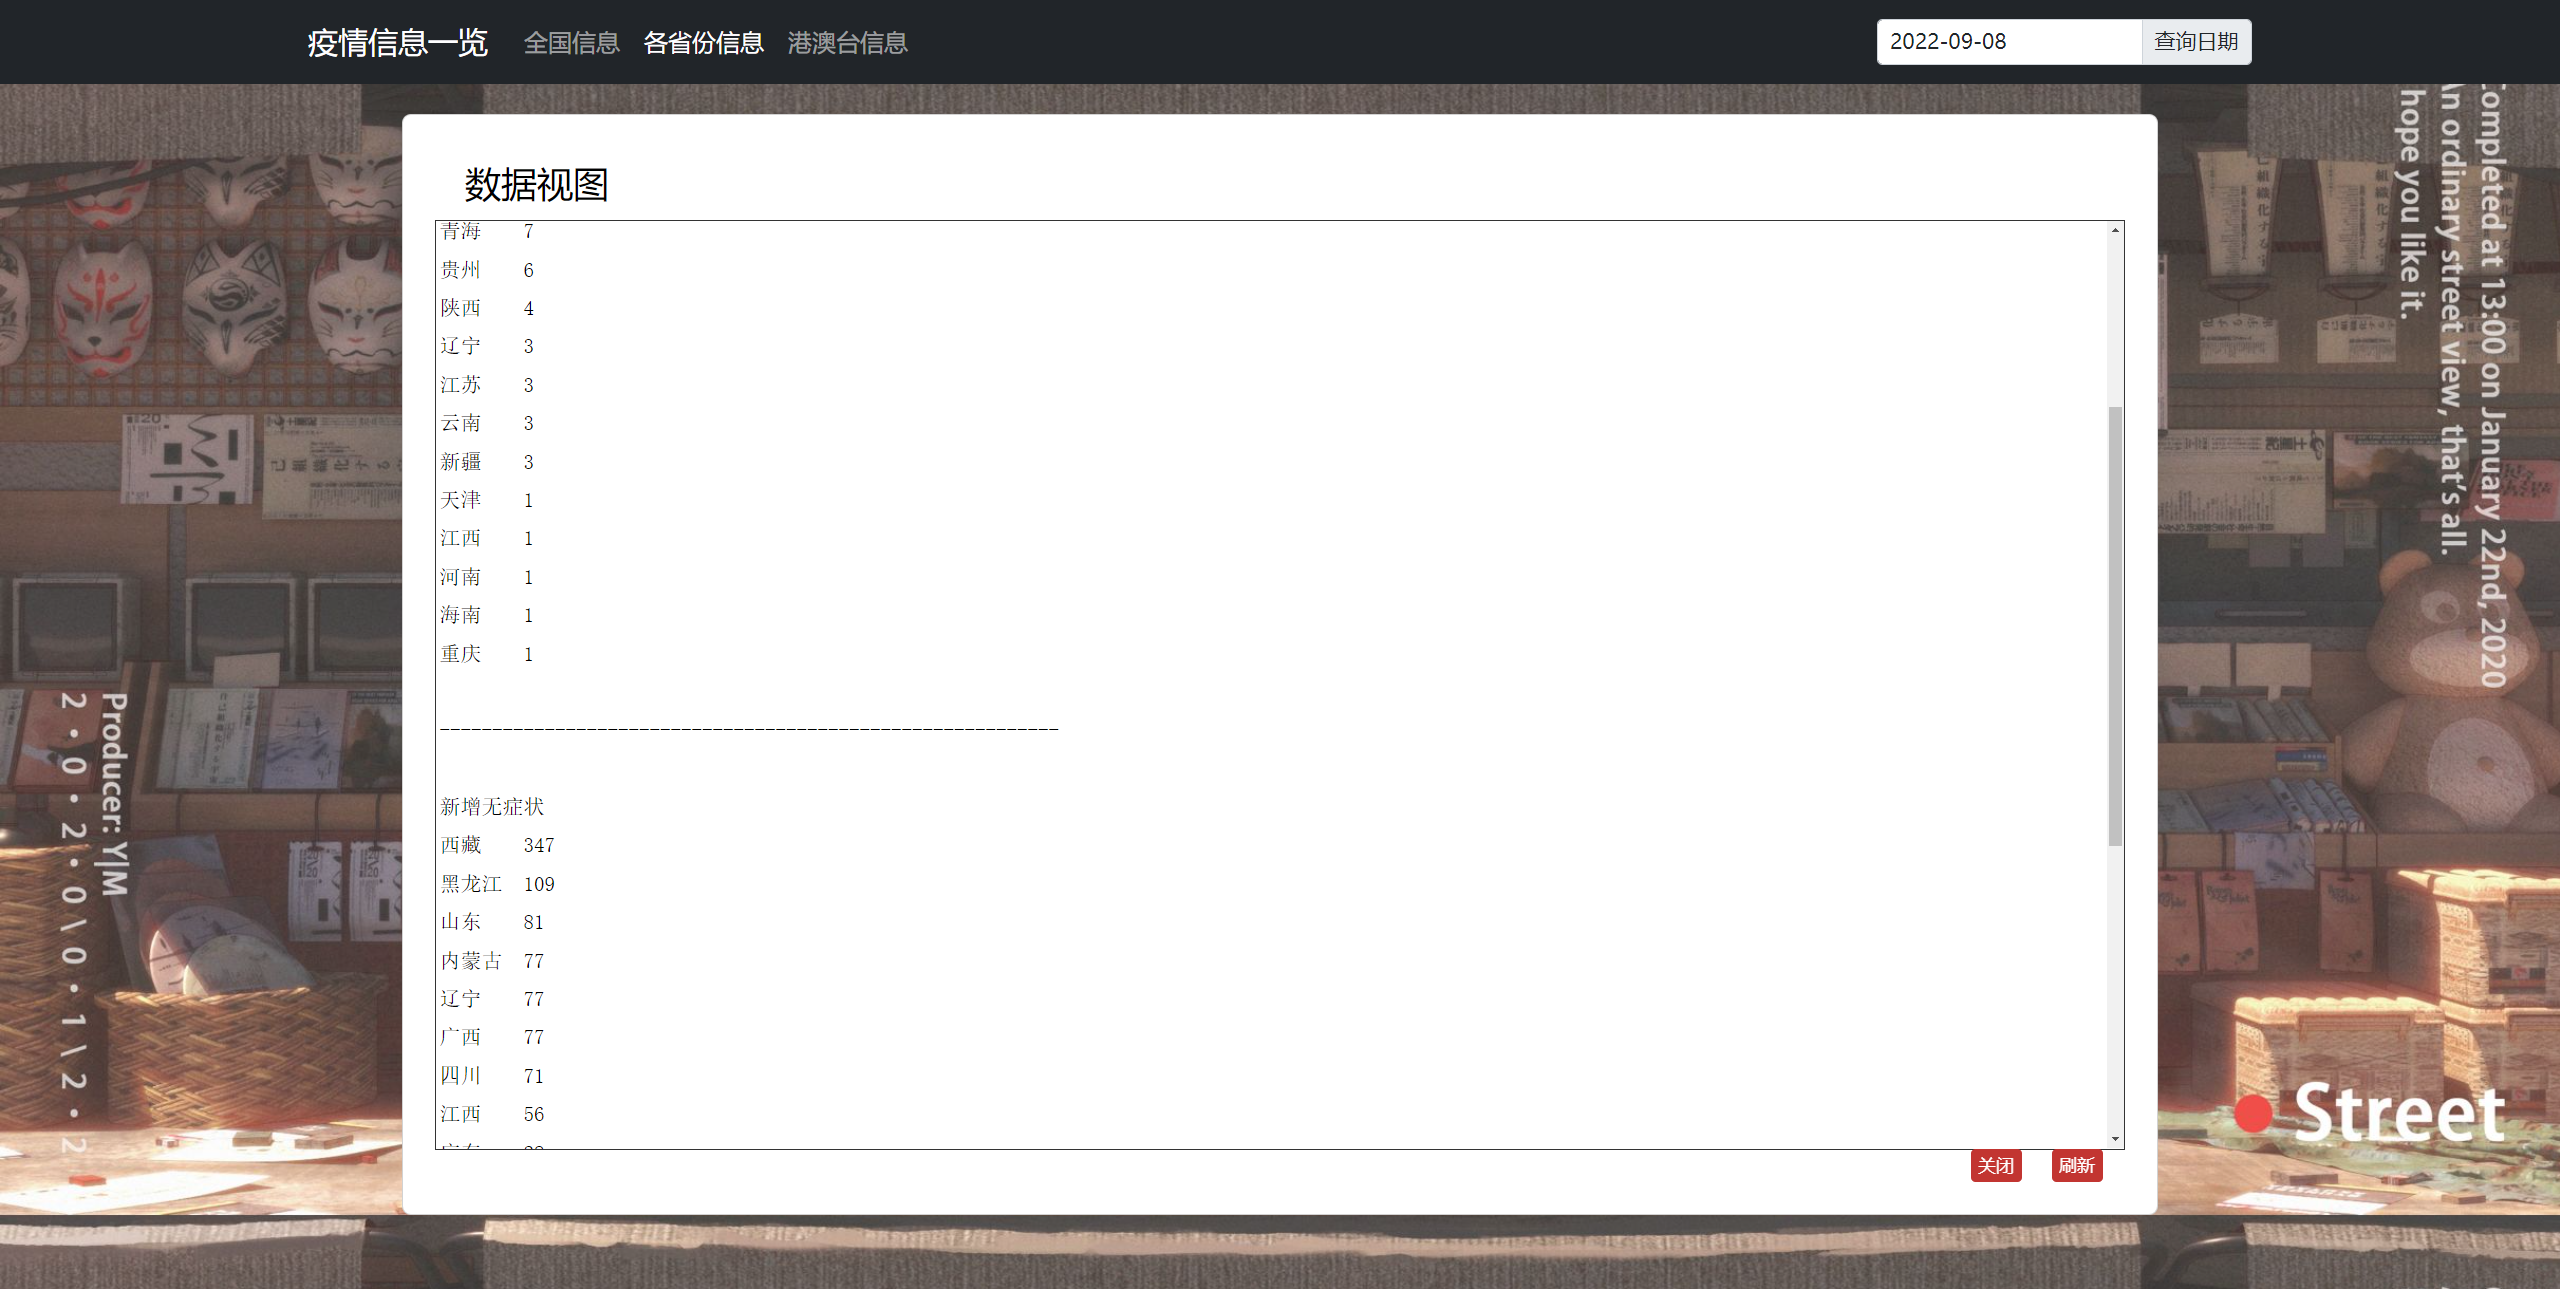 疫情信息一览 全国信息 各省份信息 港澳台信息 2022-09-08 查询日期
数据视图
青海 7
贵州 6
陕西 4
辽宁 3
江苏 3
云南 3
新疆 3
天津 1
江西 1
河南 1
海南 1
重庆 1
------------------------------------------------------------
新增无症状
西藏 347
黑龙江 109
山东 81
内蒙古 77
辽宁 77
广西 77
四川 71
江西 56
关闭 刷新
Completed at 13:00 on January 22nd, 2020
An ordinary street view, that's all.
hope you like it.
Producer: Y|M
2·0·2·0\0·1\2·2
Street